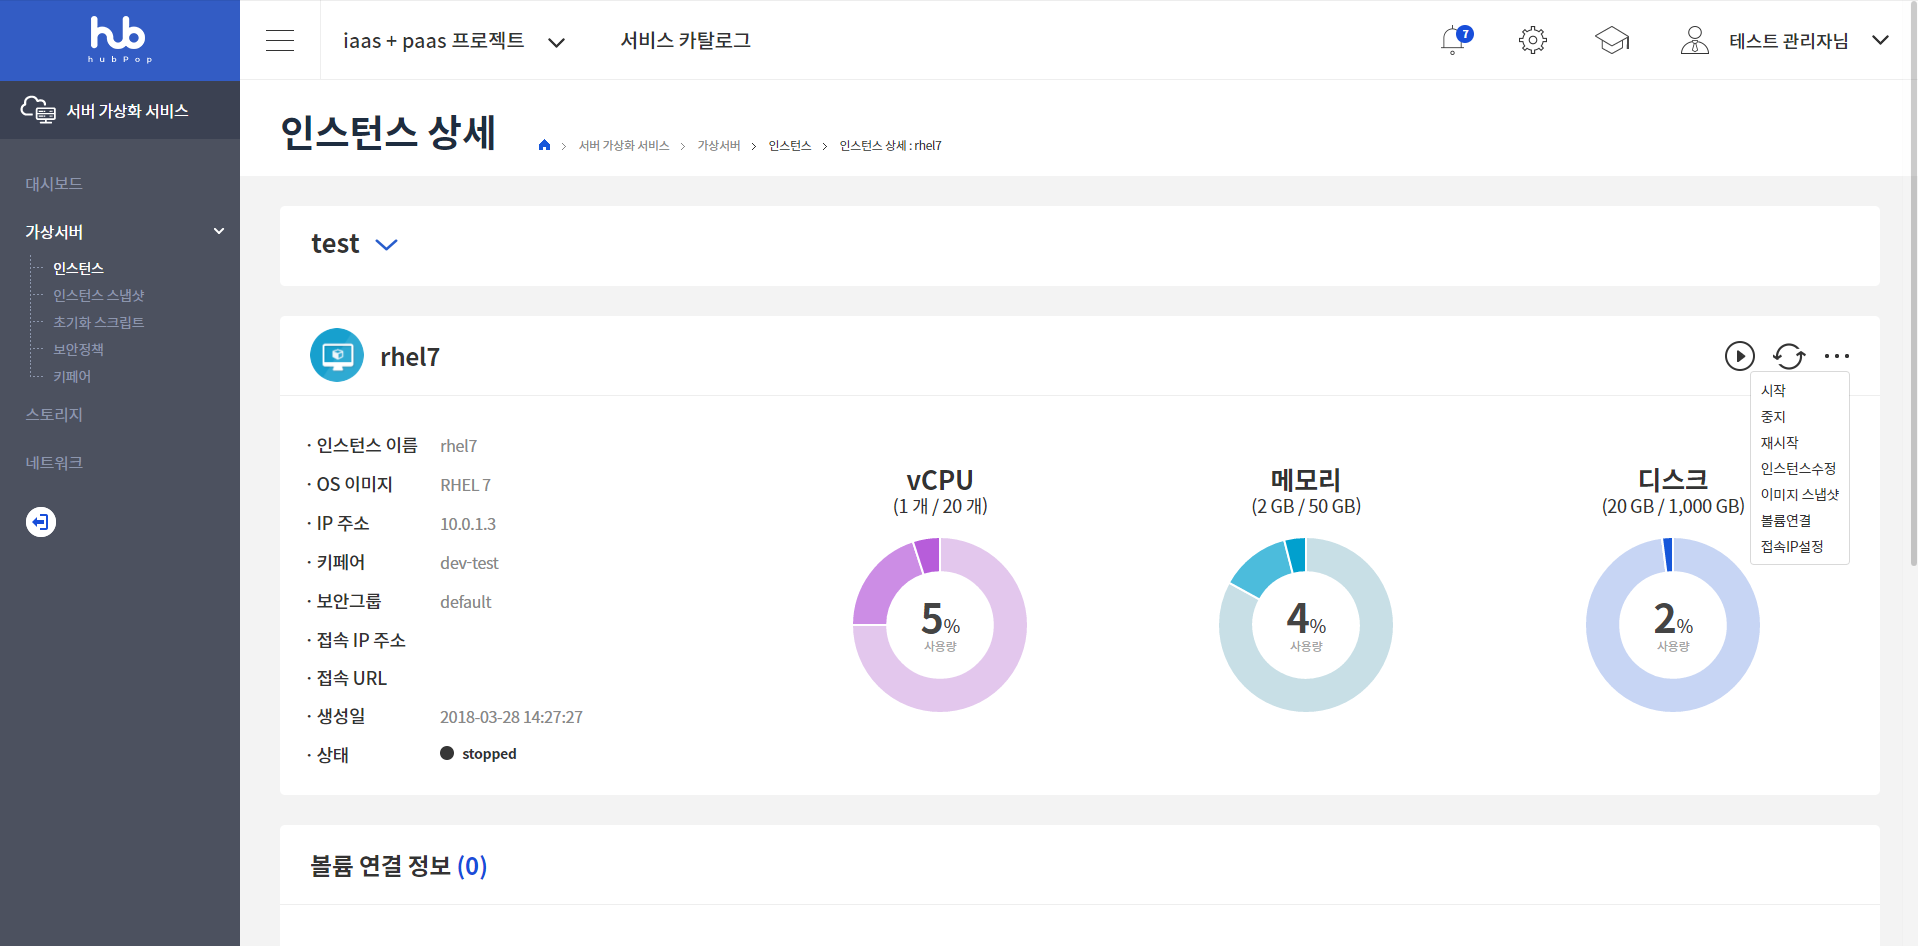 hub
hubPop
iaas + paas 프로젝트
서비스 카탈로그
7
테스트 관리자님
서버 가상화 서비스
대시보드
가상서버
인스턴스
인스턴스 스냅샷
초기화 스크립트
보안정책
키페어
스토리지
네트워크
인스턴스 상세
서버 가상화 서비스 > 가상서버 > 인스턴스 > 인스턴스 상세 : rhel7
test
rhel7
시작
중지
재시작
인스턴스수정
이미지 스냅샷
볼륨연결
접속IP설정
· 인스턴스 이름 rhel7
· OS 이미지 RHEL 7
· IP 주소 10.0.1.3
· 키페어 dev-test
· 보안그룹 default
· 접속 IP 주소
· 접속 URL
· 생성일 2018-03-28 14:27:27
· 상태 stopped
vCPU
(1 개 / 20 개)
5%
사용량
메모리
(2 GB / 50 GB)
4%
사용량
디스크
(20 GB / 1,000 GB)
2%
사용량
볼륨 연결 정보 (0)